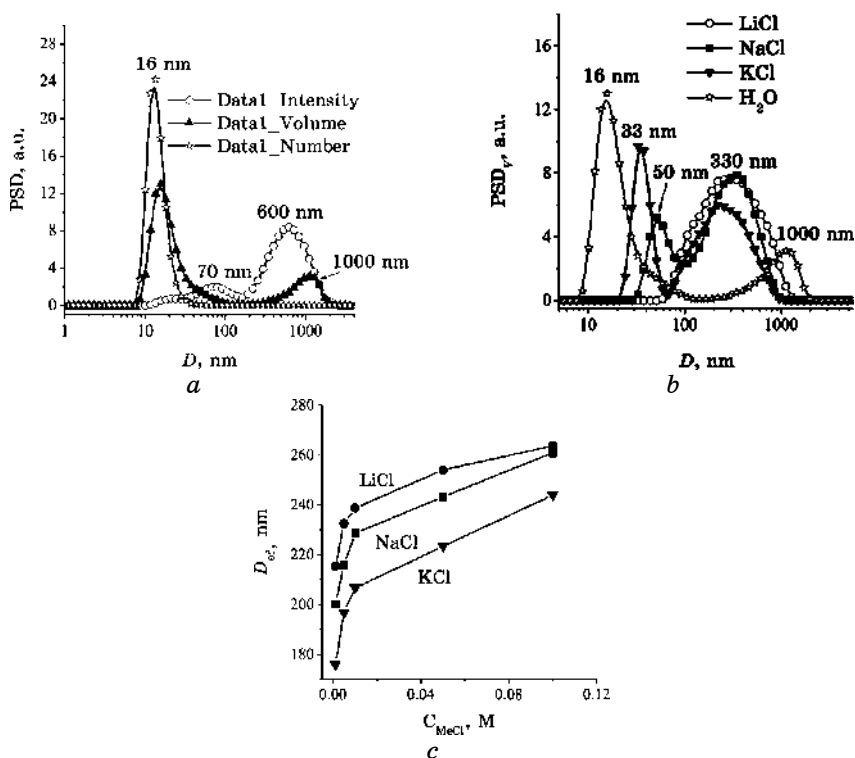 28
24
20
16
12
8
4
0
PSD, a.u.
16 nm
Data1_Intensity
Data1_Volume
Data1_Number
600 nm
70 nm
1000 nm
1
10
100
1000
D, nm
a
16
12
8
4
0
PSD_V, a.u.
LiCl
NaCl
KCl
H₂O
16 nm
33 nm
50 nm
330 nm
1000 nm
10
100
1000
D, nm
b
280
260
240
220
200
180
nm
LiCl
NaCl
KCl
0.00
0.04
0.08
0.12
C_MeCl, M
c